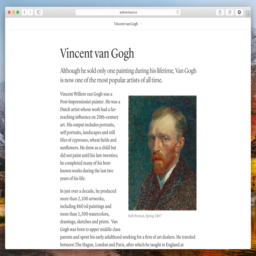 Vincent van Gogh
Vincent van Gogh
Although he sold only one painting during his lifetime, Van Gogh
is now one of the most popular artists of all time.
Vincent Willem van Gogh was a
Post-Impressionist painter. He was a
Dutch artist whose work had a far-
reaching influence on 20th-century
art. His output includes portraits,
self portraits, landscapes and still
lifes of cypresses, wheat fields and
sunflowers. He drew as a child but
did not paint until his late twenties;
he completed many of his best-
known works during the last two
years of his life.
In just over a decade, he produced
more than 2,100 artworks,
including 860 oil paintings and
more than 1,300 watercolors,
drawings, sketches and prints. Van
Gogh was born to upper middle class
parents and spent his early adulthood working for a firm of art dealers. He traveled
between The Hague, London and Paris, after which he taught in England at
Self-Portrait, Spring 1887